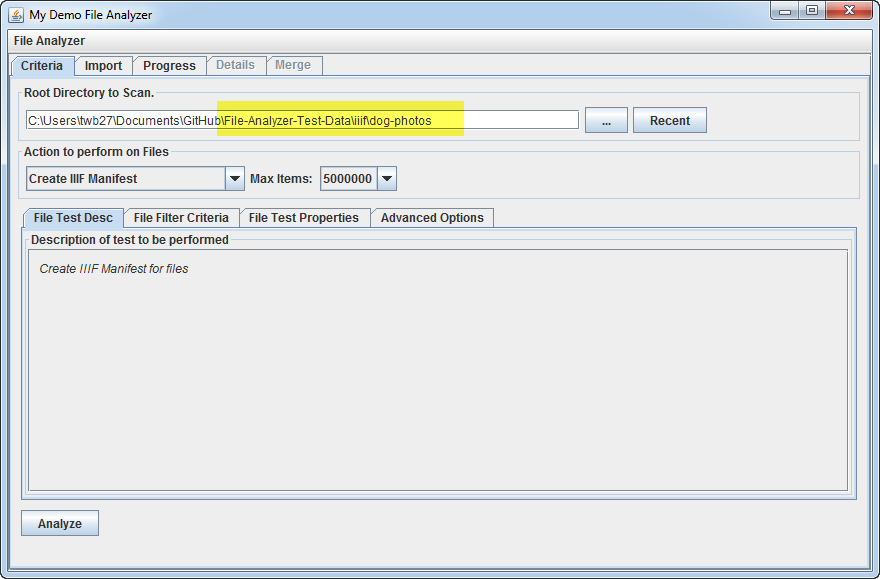 My Demo File Analyzer
File Analyzer
Criteria Import Progress Details Merge
Root Directory to Scan.
C:\Users\twb27\Documents\GitHub\File-Analyzer-Test-Data\iiif\dog-photos ... Recent
Action to perform on Files
Create IIIF Manifest Max Items: 5000000
File Test Desc File Filter Criteria File Test Properties Advanced Options
Description of test to be performed
Create IIIF Manifest for files
Analyze